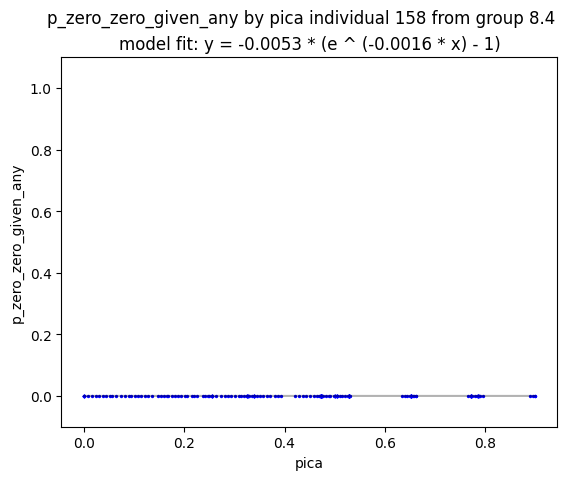 p_zero_zero_given_any by pica individual 158 from group 8.4
model fit: y = -0.0053 * (e ^ (-0.0016 * x) - 1)
1.0
0.8
0.6
0.4
0.2
0.0
p_zero_zero_given_any
0.0 0.2 0.4 0.6 0.8
pica